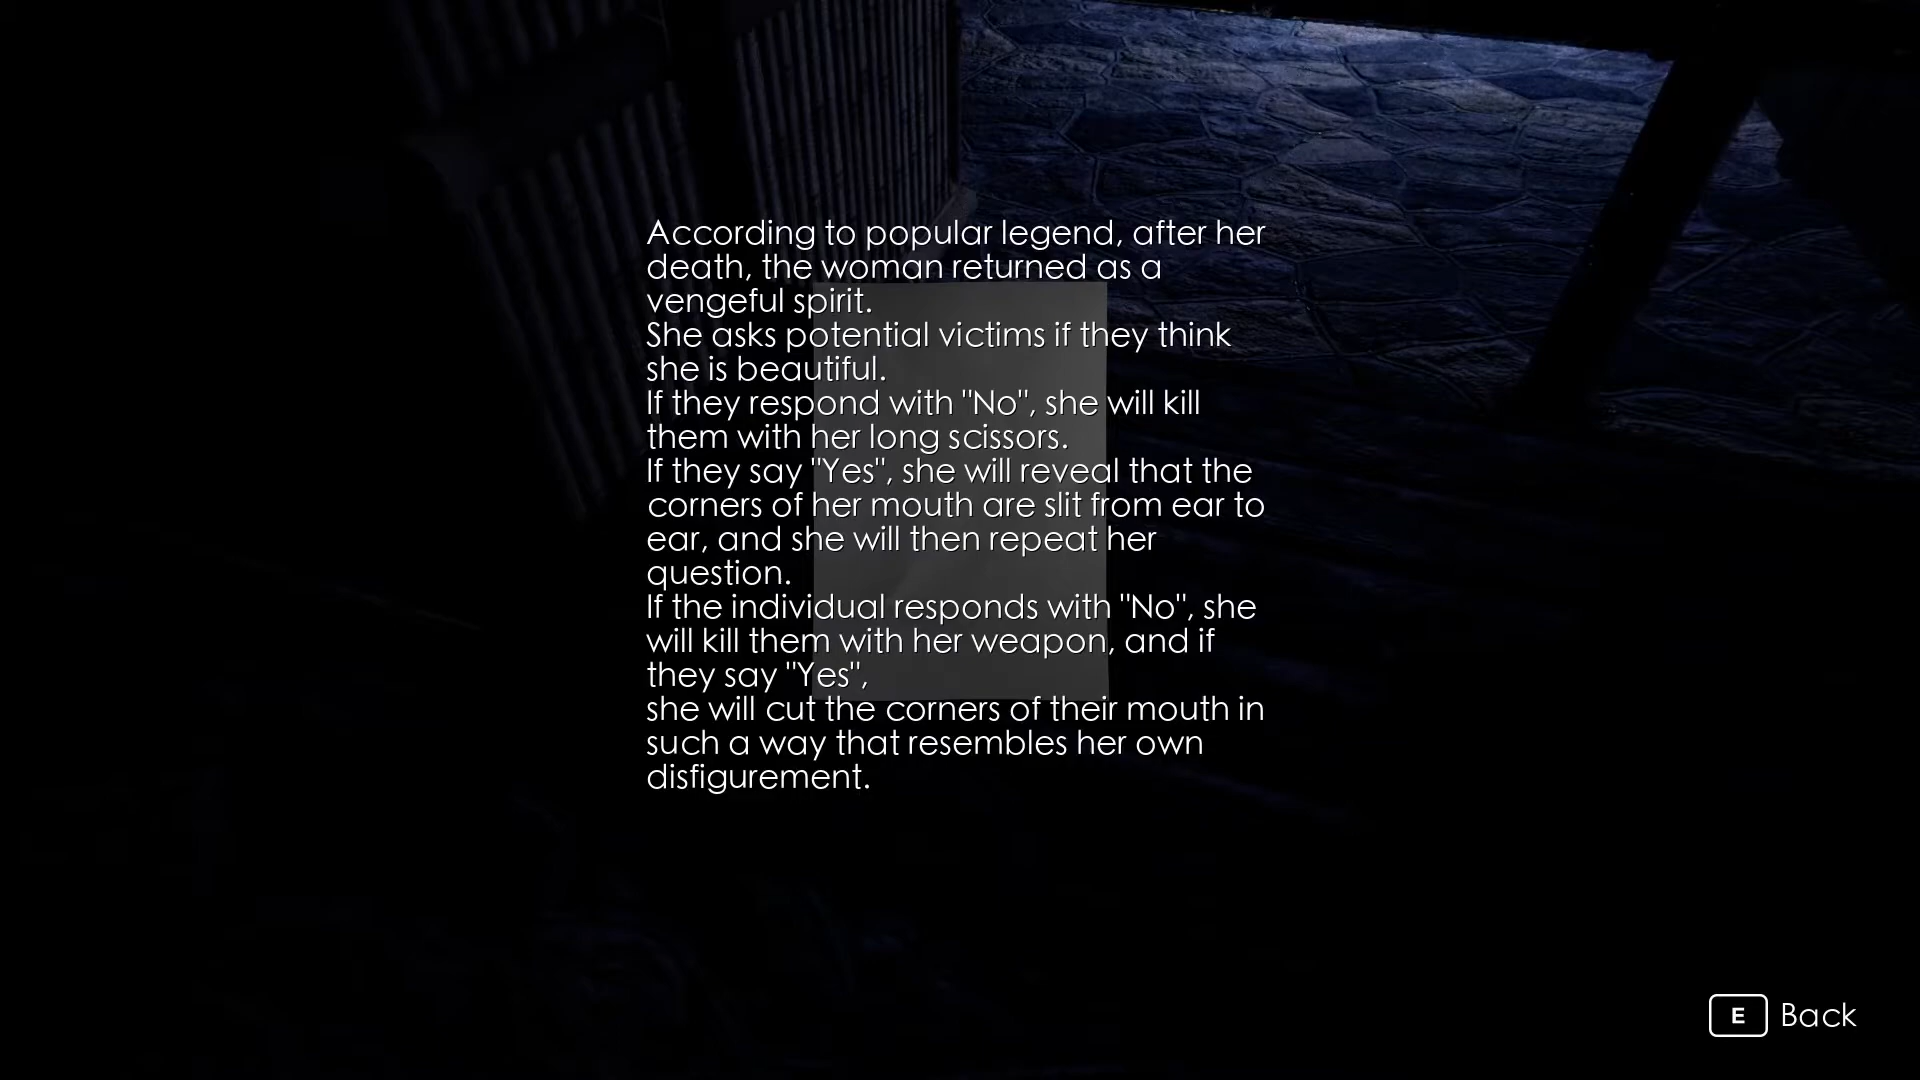 According to popular legend, after her
death, the woman returned as a
vengeful spirit.
She asks potential victims if they think
she is beautiful.
If they respond with "No", she will kill
them with her long scissors.
If they say "Yes", she will reveal that the
corners of her mouth are slit from ear to
ear, and she will then repeat her
question.
If the individual responds with "No", she
will kill them with her weapon, and if
they say "Yes",
she will cut the corners of their mouth in
such a way that resembles her own
disfigurement.
E Back